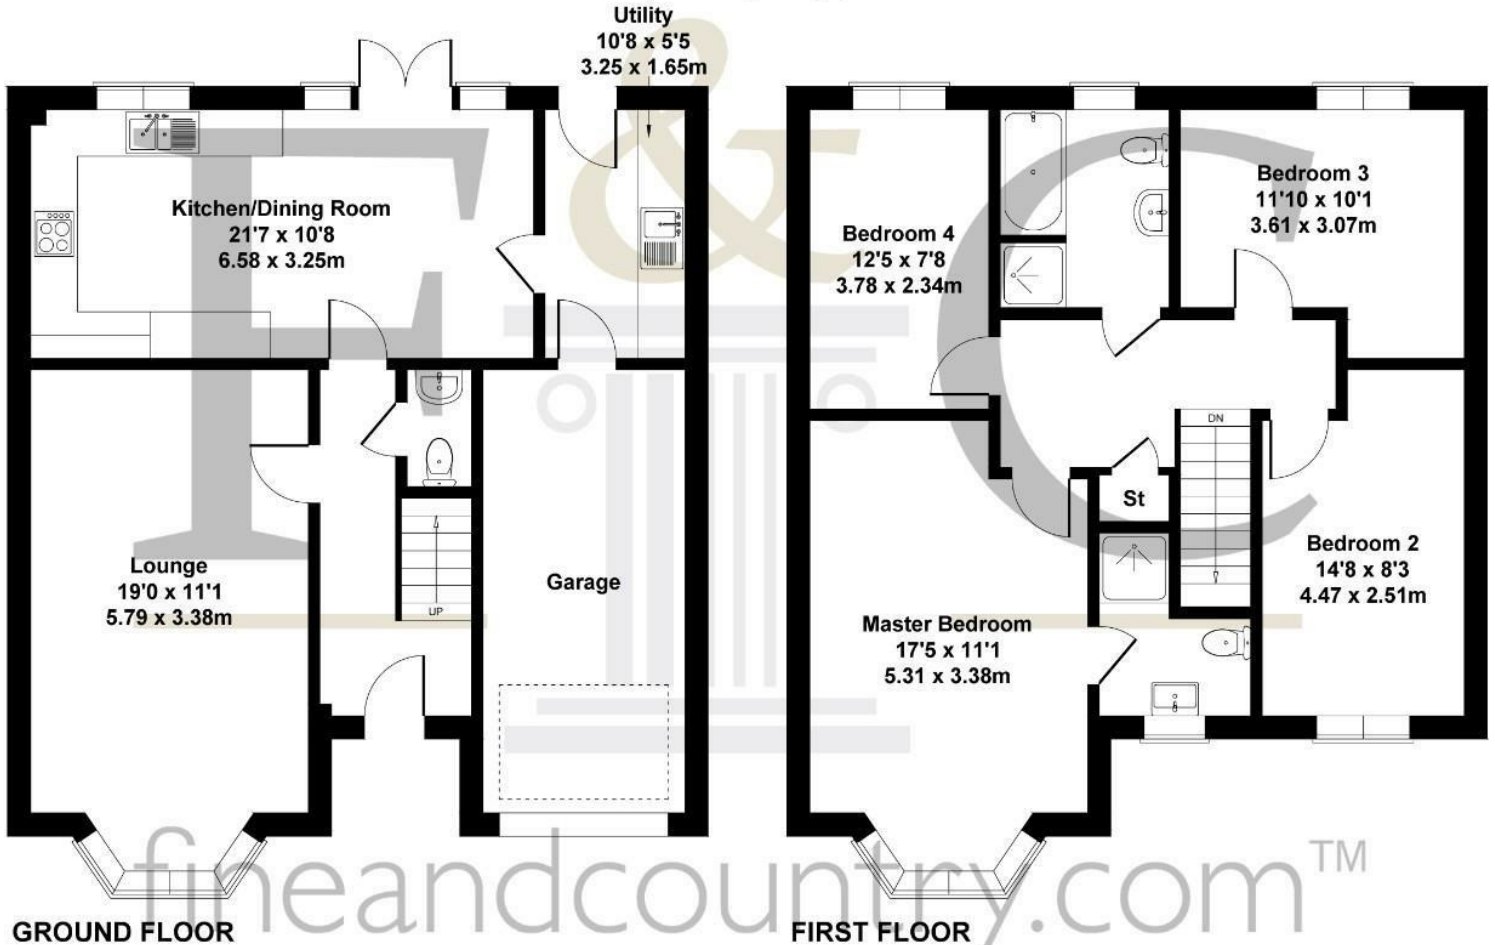 Utility
10'8 x 5'5
3.25 x 1.65m
Kitchen/Dining Room
21'7 x 10'8
6.58 x 3.25m
Lounge
19'0 x 11'1
5.79 x 3.38m
UP
Garage
GROUND FLOOR
Bedroom 4
12'5 x 7'8
3.78 x 2.34m
Bedroom 3
11'10 x 10'1
3.61 x 3.07m
DN
St
Bedroom 2
14'8 x 8'3
4.47 x 2.51m
Master Bedroom
17'5 x 11'1
5.31 x 3.38m
FIRST FLOOR
F&C
fineandcountry.com™